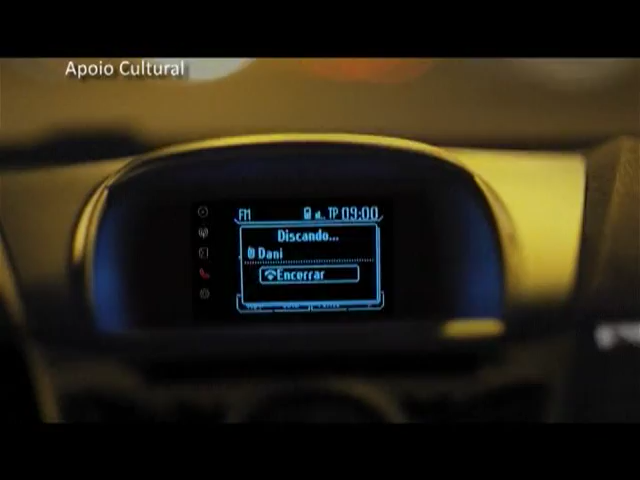 Apoio Cultural
FM TP 09:00
Discando...
Dani
Encerrar